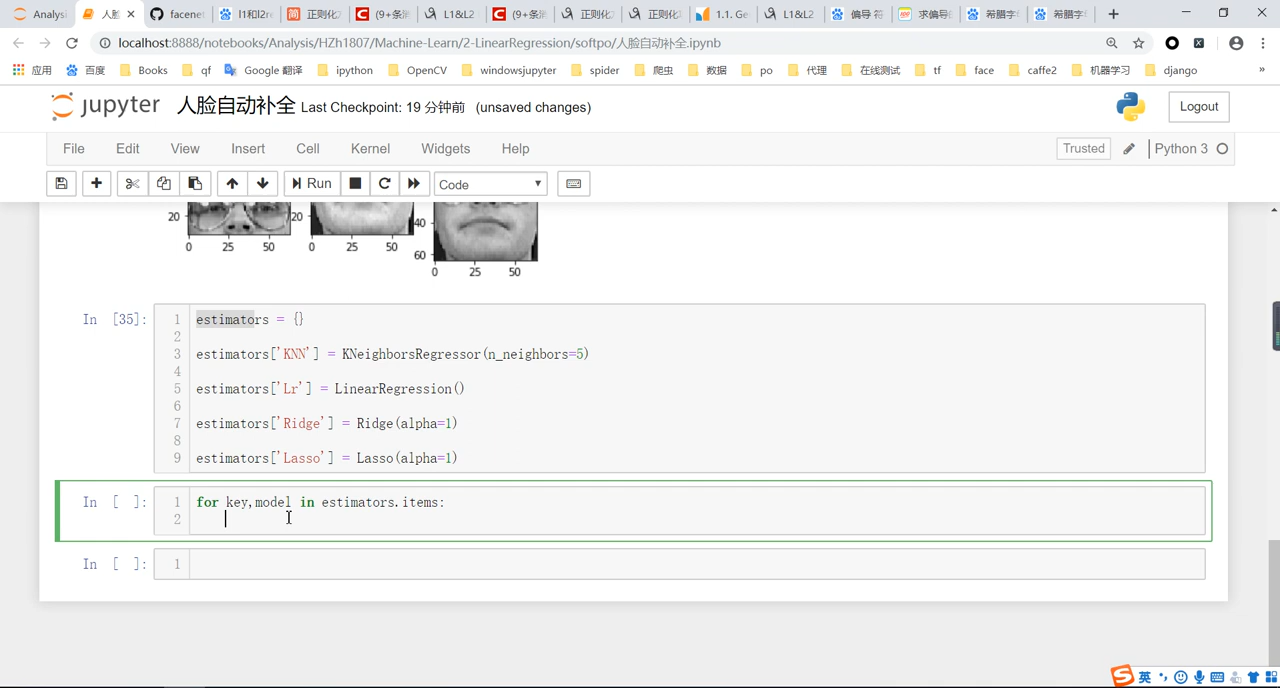 Analysi
人脸
facenet
l1和l2re
正则化
(9+条消
L1&L2
(9+条消
正则化
正则化
1.1. Ge
L1&L2
偏导 符
求偏导
希腊字
希腊字
localhost:8888/notebooks/Analysis/HZh1807/Machine-Learn/2-LinearRegression/softpo/人脸自动补全.ipynb
应用
百度
Books
qf
Google 翻译
ipython
OpenCV
windowsjupyter
spider
爬虫
数据
po
代理
在线测试
tf
face
caffe2
机器学习
django
»
jupyter 人脸自动补全 Last Checkpoint: 19 分钟前 (unsaved changes)
Logout
File Edit View Insert Cell Kernel Widgets Help
Trusted
Python 3
Run
Code
20
20
40
60
0 25 50
0 25 50
0 25 50
In [35]:
1 estimators = {}
2
3 estimators['KNN'] = KNeighborsRegressor(n_neighbors=5)
4
5 estimators['Lr'] = LinearRegression()
6
7 estimators['Ridge'] = Ridge(alpha=1)
8
9 estimators['Lasso'] = Lasso(alpha=1)
In [ ]:
1 for key,model in estimators.items:
2
In [ ]:
1
英